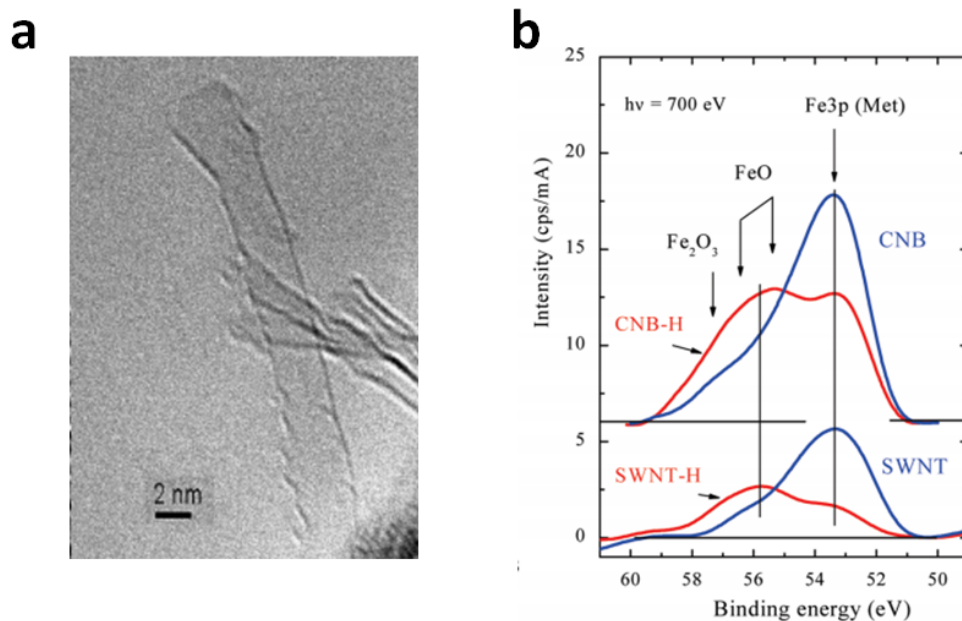 a
2 nm
b
hν = 700 eV
Fe3p (Met)
FeO
Fe₂O₃
CNB
CNB-H
SWNT
SWNT-H
Intensity (cps/mA)
25
20
15
10
5
0
60 58 56 54 52 50
Binding energy (eV)